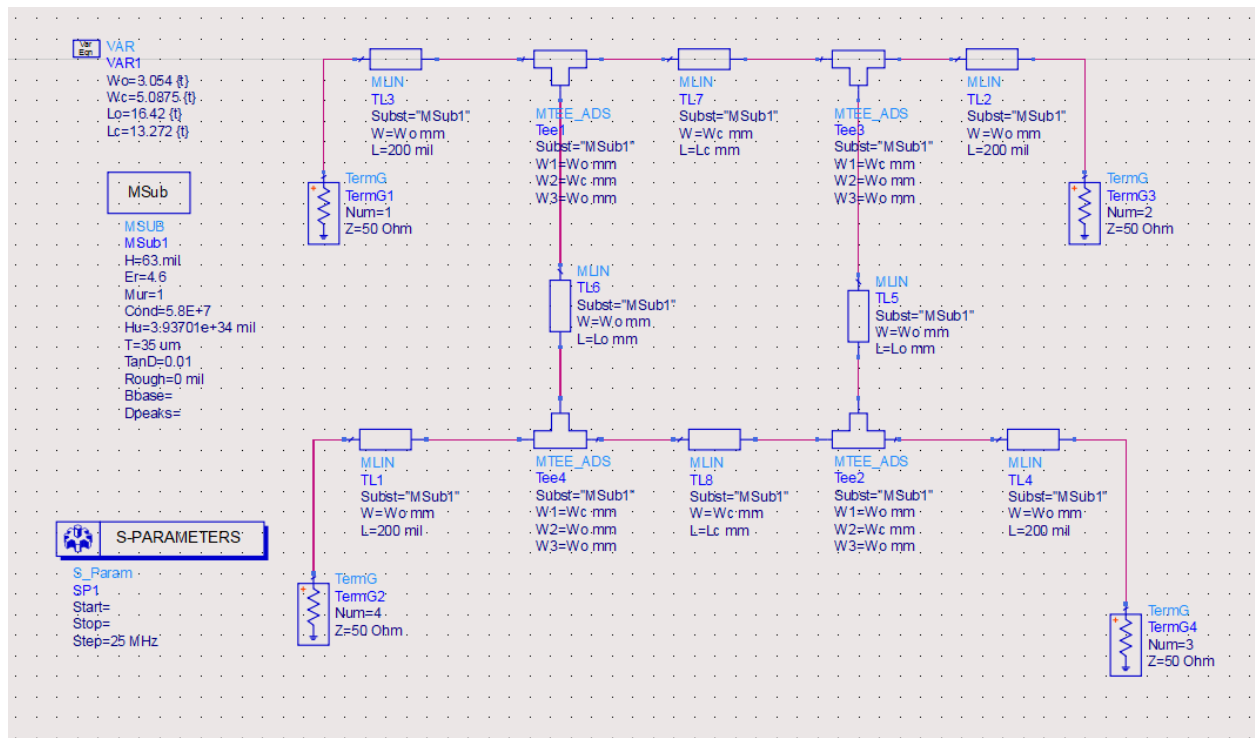 Var
Eqn
VAR
VAR1
Wo=3.054 {t}
Wc=5.0875 {t}
Lo=16.42 {t}
Lc=13.272 {t}
MLIN
TL3
Subst="MSub1"
W=Wo mm
L=200 mil
MTEE_ADS
Tee1
Subst="MSub1"
W1=Wo mm
W2=Wc mm
W3=Wo mm
MLIN
TL7
Subst="MSub1"
W=Wc mm
L=Lc mm
MTEE_ADS
Tee3
Subst="MSub1"
W1=Wc mm
W2=Wo mm
W3=Wo mm
MLIN
TL2
Subst="MSub1"
W=Wo mm
L=200 mil
TermG
TermG1
Num=1
Z=50 Ohm
TermG
TermG3
Num=2
Z=50 Ohm
MSub
MSUB
MSub1
H=63 mil
Er=4.6
Mur=1
Cond=5.8E+7
Hu=3.93701e+34 mil
T=35 um
TanD=0.01
Rough=0 mil
Bbase=
Dpeaks=
MLIN
TL6
Subst="MSub1"
W=Wo mm
L=Lo mm
MLIN
TL5
Subst="MSub1"
W=Wo mm
L=Lo mm
MLIN
TL1
Subst="MSub1"
W=Wo mm
L=200 mil
MTEE_ADS
Tee4
Subst="MSub1"
W1=Wc mm
W2=Wo mm
W3=Wo mm
MLIN
TL8
Subst="MSub1"
W=Wc mm
L=Lc mm
MTEE_ADS
Tee2
Subst="MSub1"
W1=Wo mm
W2=Wc mm
W3=Wo mm
MLIN
TL4
Subst="MSub1"
W=Wo mm
L=200 mil
S-PARAMETERS
S_Param
SP1
Start=
Stop=
Step=25 MHz
TermG
TermG2
Num=4
Z=50 Ohm
TermG
TermG4
Num=3
Z=50 Ohm